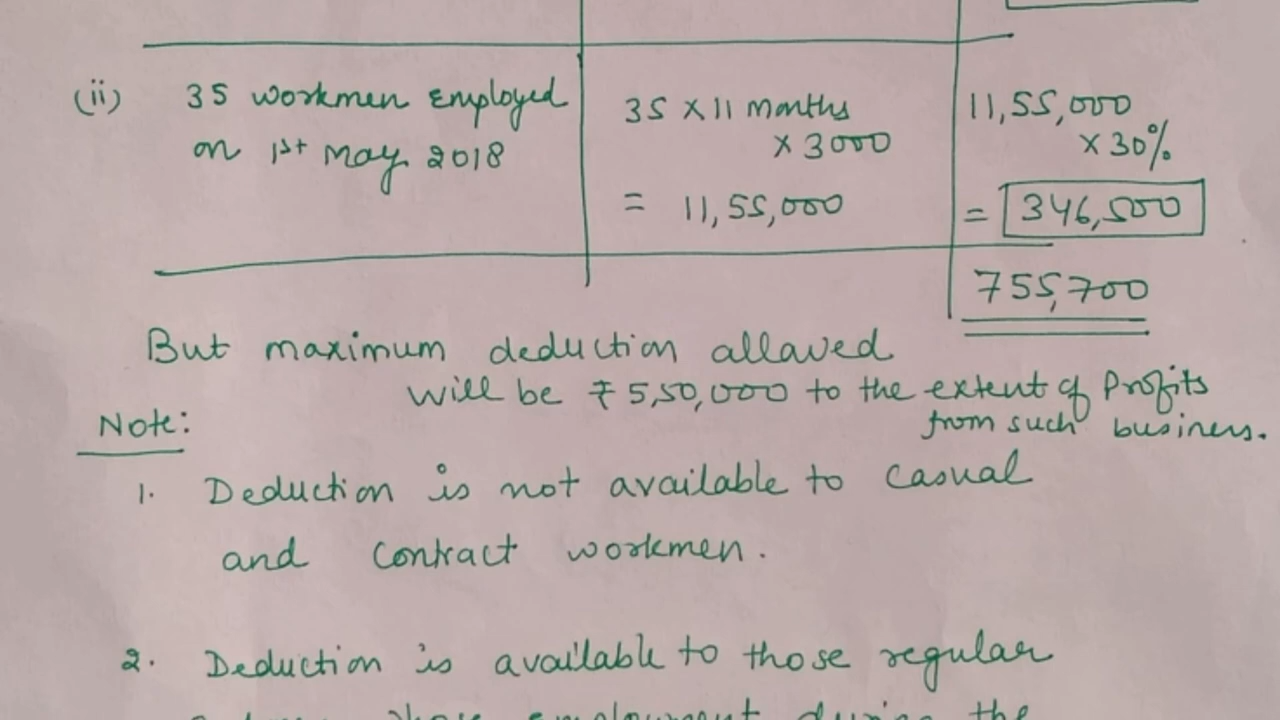 (ii) 35 workmen employed 35 × 11 months 11,55,000
on 1st May 2018 × 3000 × 30%
= 11,55,000 = 346,500
755,700
But maximum deduction allowed
will be ₹ 5,50,000 to the extent of Profits
from such business.
Note:
1. Deduction is not available to casual
and contract workmen.
2. Deduction is available to those regular
employment during the